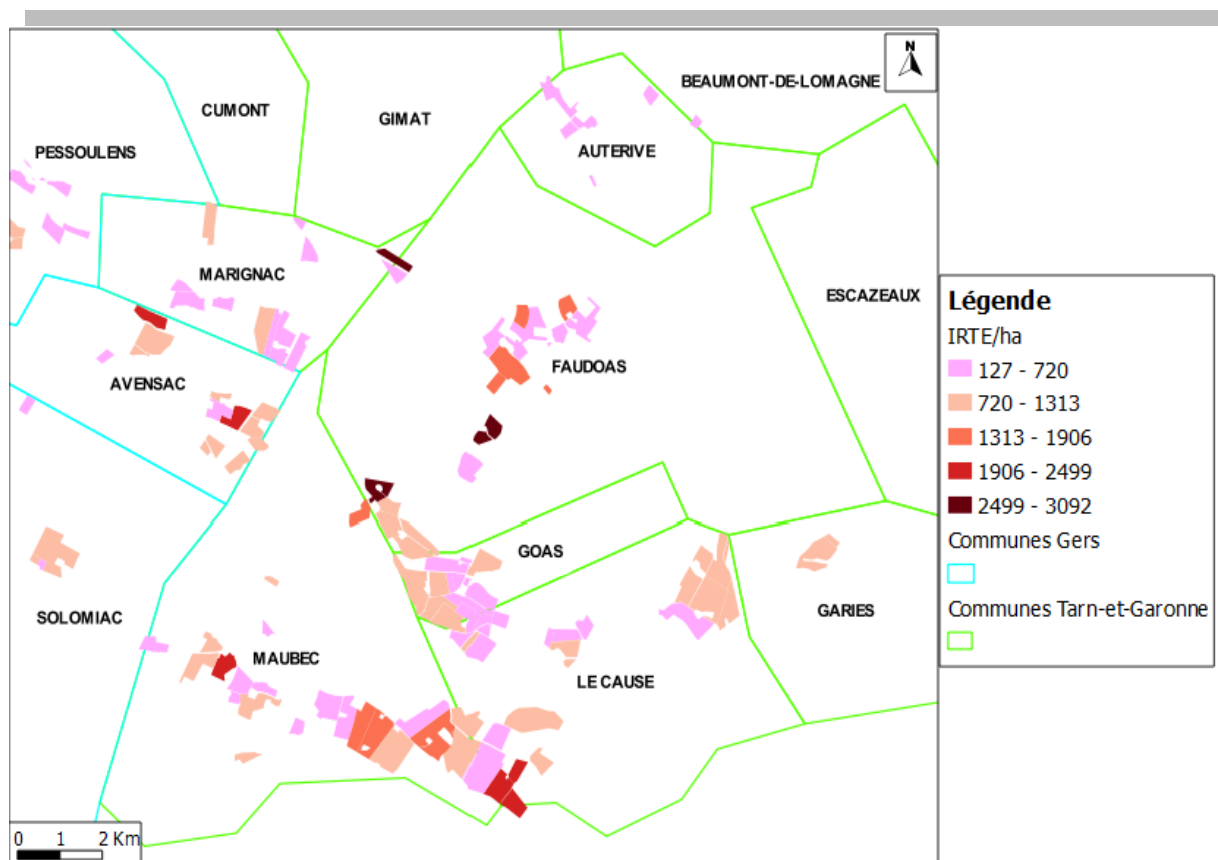 N
BEAUMONT-DE-LOMAGNE
CUMONT
GIMAT
PESSOULENS
AUTERIVE
MARIGNAC
ESCAZEAUX
FAUDOAS
AVENSAC
GOAS
SOLOMIAC
GARIES
MAUBEC
LE CAUSE
0 1 2 Km
Légende
IRTE/ha
127 - 720
720 - 1313
1313 - 1906
1906 - 2499
2499 - 3092
Communes Gers
Communes Tarn-et-Garonne